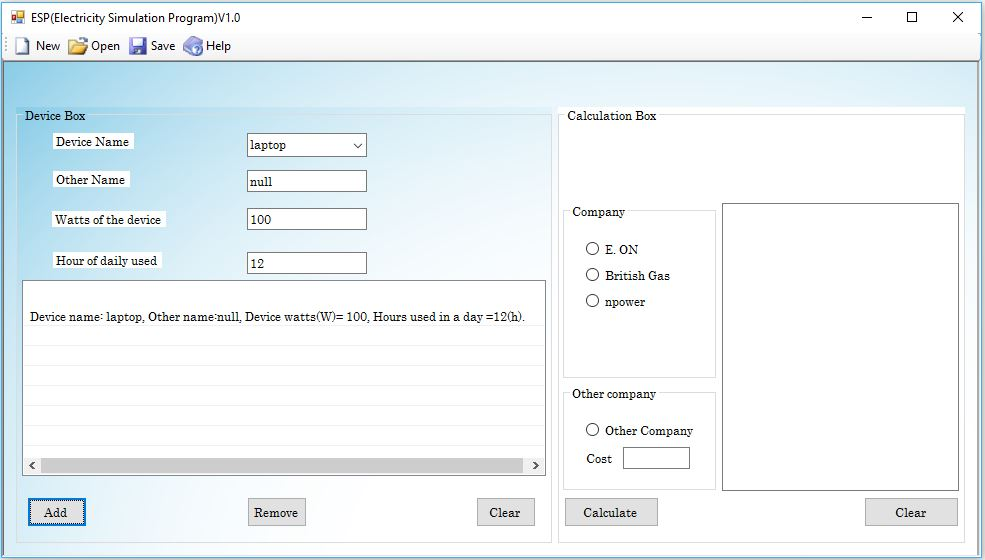 ESP(Electricity Simulation Program)V1.0
New Open Save Help
Device Box
Device Name laptop
Other Name null
Watts of the device 100
Hour of daily used 12
Device name: laptop, Other name:null, Device watts(W)= 100, Hours used in a day =12(h).
Add Remove Clear
Calculation Box
Company
E. ON
British Gas
npower
Other company
Other Company
Cost
Calculate Clear